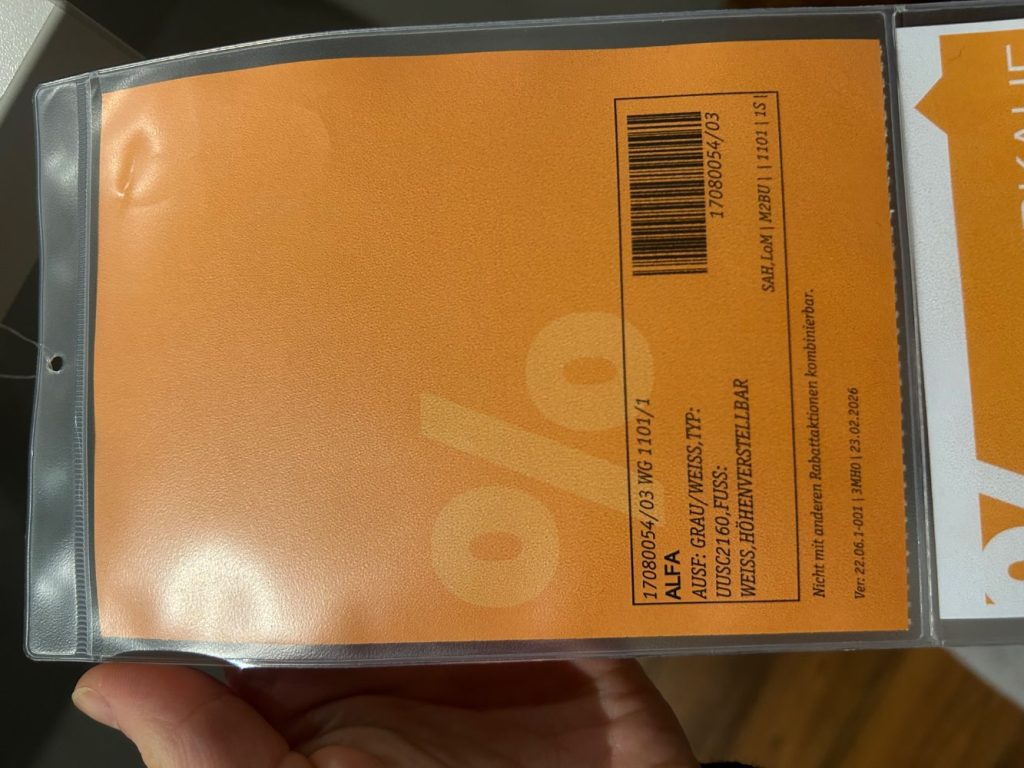 %
17080054/03 WG 1101/1
ALFA
AUSF: GRAU/WEISS,TYP:
UUSC2160,FUSS:
WEISS,HÖHENVERSTELLBAR
17080054/03
SAH,LoM | M2BU | | 1101 | 1S |
Nicht mit anderen Rabattaktionen kombinierbar.
Ver: 22.06.1-001 | 3MH0 | 23.02.2026
%